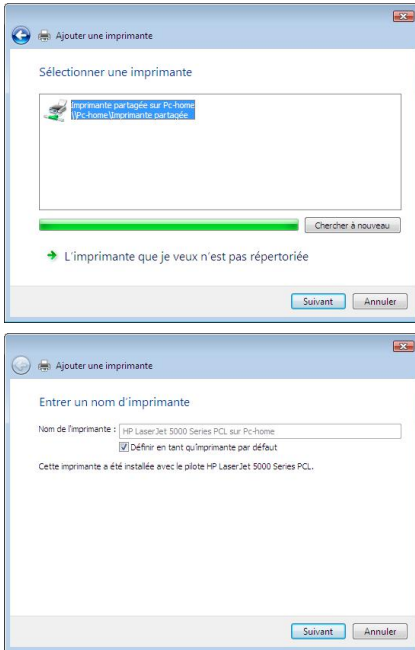 Ajouter une imprimante
Sélectionner une imprimante
Imprimante partagée sur Pc-home
\\Pc-home\Imprimante partagée
Chercher à nouveau
L'imprimante que je veux n'est pas répertoriée
Suivant Annuler
Ajouter une imprimante
Entrer un nom d'imprimante
Nom de l'imprimante : HP LaserJet 5000 Series PCL sur Pc-home
Définir en tant qu'imprimante par défaut
Cette imprimante a été installée avec le pilote HP LaserJet 5000 Series PCL.
Suivant Annuler